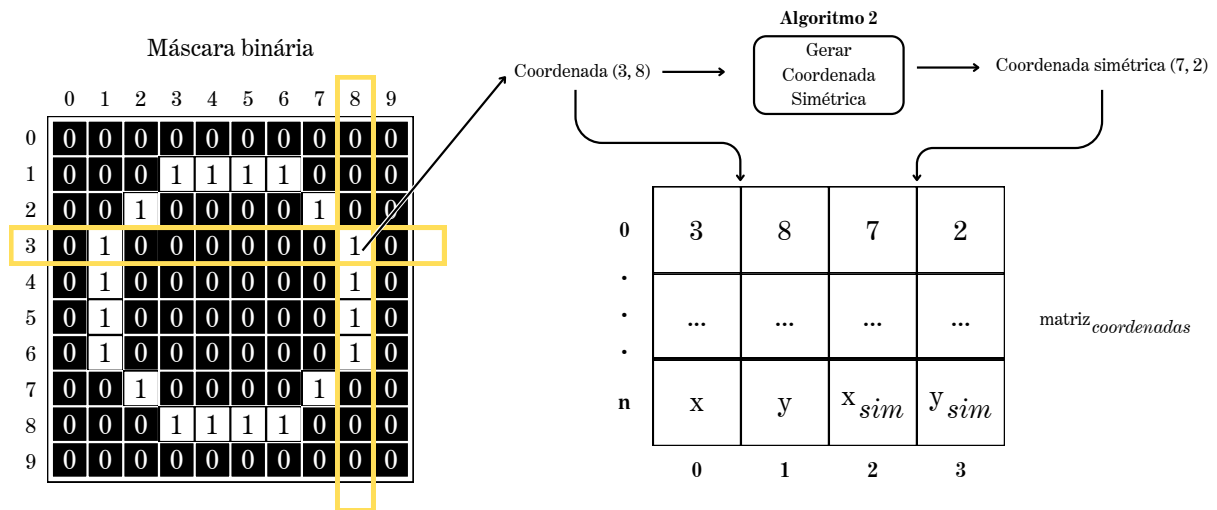 Máscara binária
0 1 2 3 4 5 6 7 8 9
0 0 0 0 0 0 0 0 0 0 0
1 0 0 0 1 1 1 1 0 0 0
2 0 0 1 0 0 0 0 1 0 0
3 0 1 0 0 0 0 0 0 1 0
4 0 1 0 0 0 0 0 0 1 0
5 0 1 0 0 0 0 0 0 1 0
6 0 1 0 0 0 0 0 0 1 0
7 0 0 1 0 0 0 0 1 0 0
8 0 0 0 1 1 1 1 0 0 0
9 0 0 0 0 0 0 0 0 0 0
Coordenada (3, 8)
Algoritmo 2
Gerar
Coordenada
Simétrica
Coordenada simétrica (7, 2)
0 3 8 7 2
. ... ... ... ...
.
.
n x y x sim y sim
0 1 2 3
matriz coordenadas